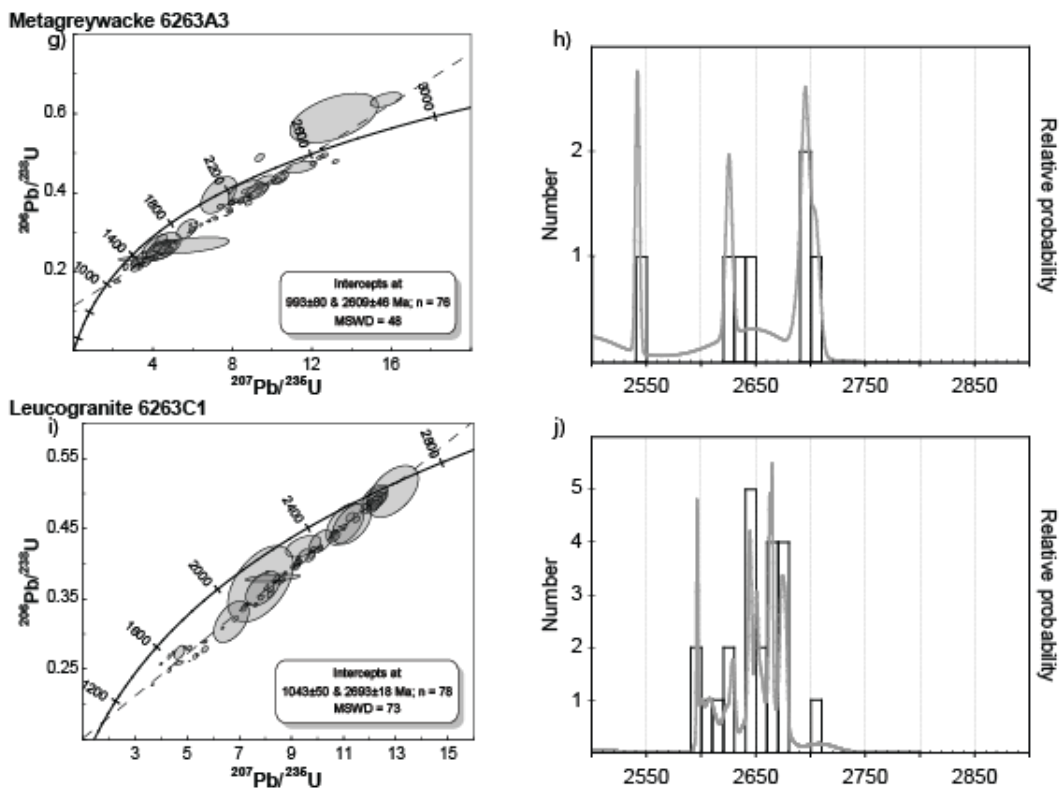 Metagreywacke 6263A3
g)
0.6
0.4
0.2
²⁰⁶Pb/²³⁸U
1000
1400
1800
2200
2600
3000
Intercepts at
993±80 & 2609±46 Ma; n = 76
MSWD = 48
4 8 12 16
²⁰⁷Pb/²³⁵U
h)
2
1
Number
Relative probability
2550 2650 2750 2850
Leucogranite 6263C1
i)
0.55
0.45
0.35
0.25
²⁰⁶Pb/²³⁸U
1200
1600
2000
2400
2800
Intercepts at
1043±50 & 2693±18 Ma; n = 78
MSWD = 73
3 5 7 9 11 13 15
²⁰⁷Pb/²³⁵U
j)
5
4
3
2
1
Number
Relative probability
2550 2650 2750 2850